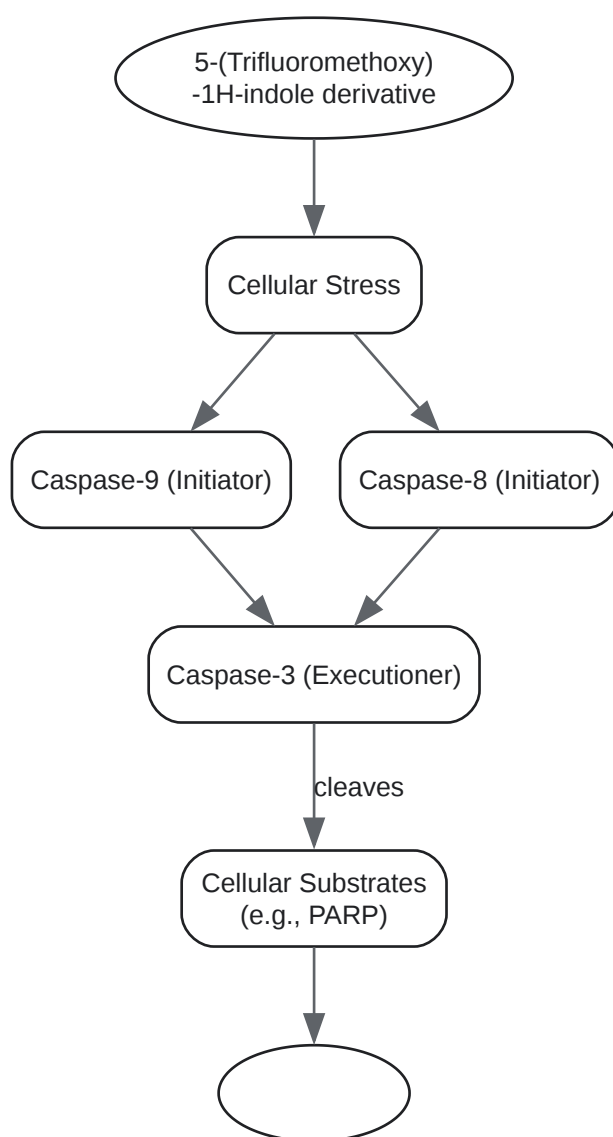 5-(Trifluoromethoxy)
-1H-indole derivative
Cellular Stress
Caspase-9 (Initiator)
Caspase-8 (Initiator)
Caspase-3 (Executioner)
cleaves
Cellular Substrates
(e.g., PARP)